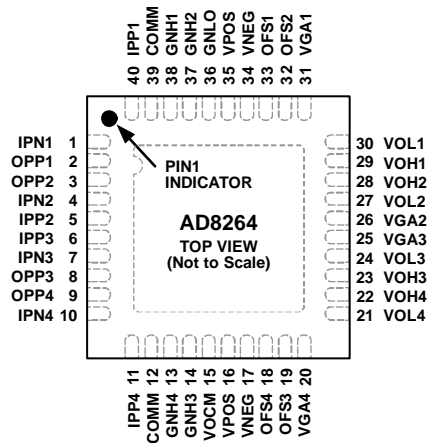 40 IPP1
39 COMM
38 GNH1
37 GNH2
36 GNLO
35 VPOS
34 VNEG
33 OFS1
32 OFS2
31 VGA1
IPN1 1
OPP1 2
OPP2 3
IPN2 4
IPP2 5
IPP3 6
IPN3 7
OPP3 8
OPP4 9
IPN4 10
PIN1
INDICATOR
AD8264
TOP VIEW
(Not to Scale)
30 VOL1
29 VOH1
28 VOH2
27 VOL2
26 VGA2
25 VGA3
24 VOL3
23 VOH3
22 VOH4
21 VOL4
IPP4 11
COMM 12
GNH4 13
GNH3 14
VOCM 15
VPOS 16
VNEG 17
OFS4 18
OFS3 19
VGA4 20